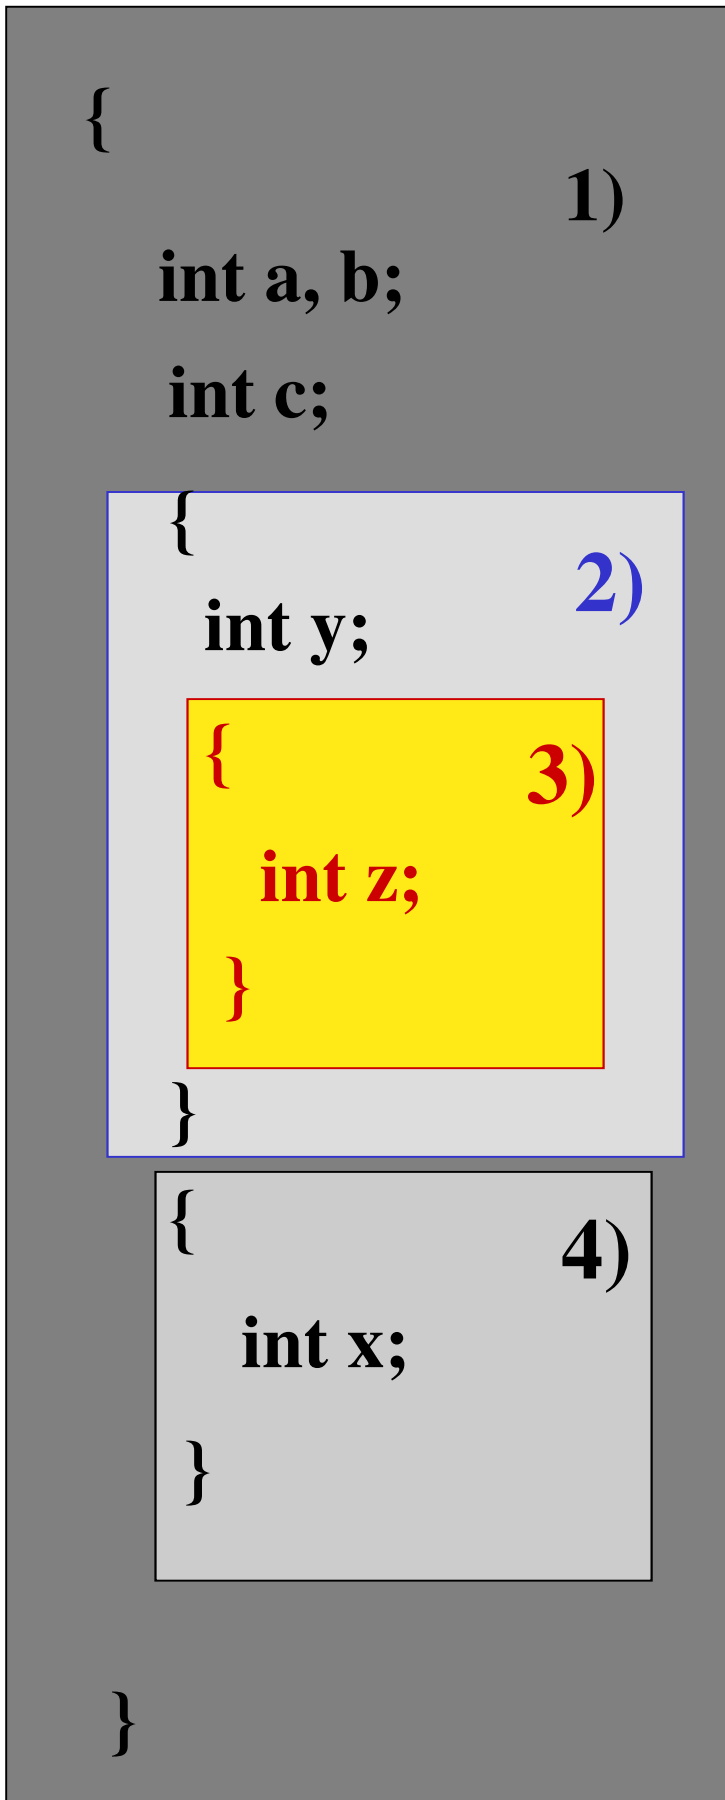 {
1)
int a, b;
int c;
{
2)
int y;
{
3)
int z;
}
}
{
4)
int x;
}
}